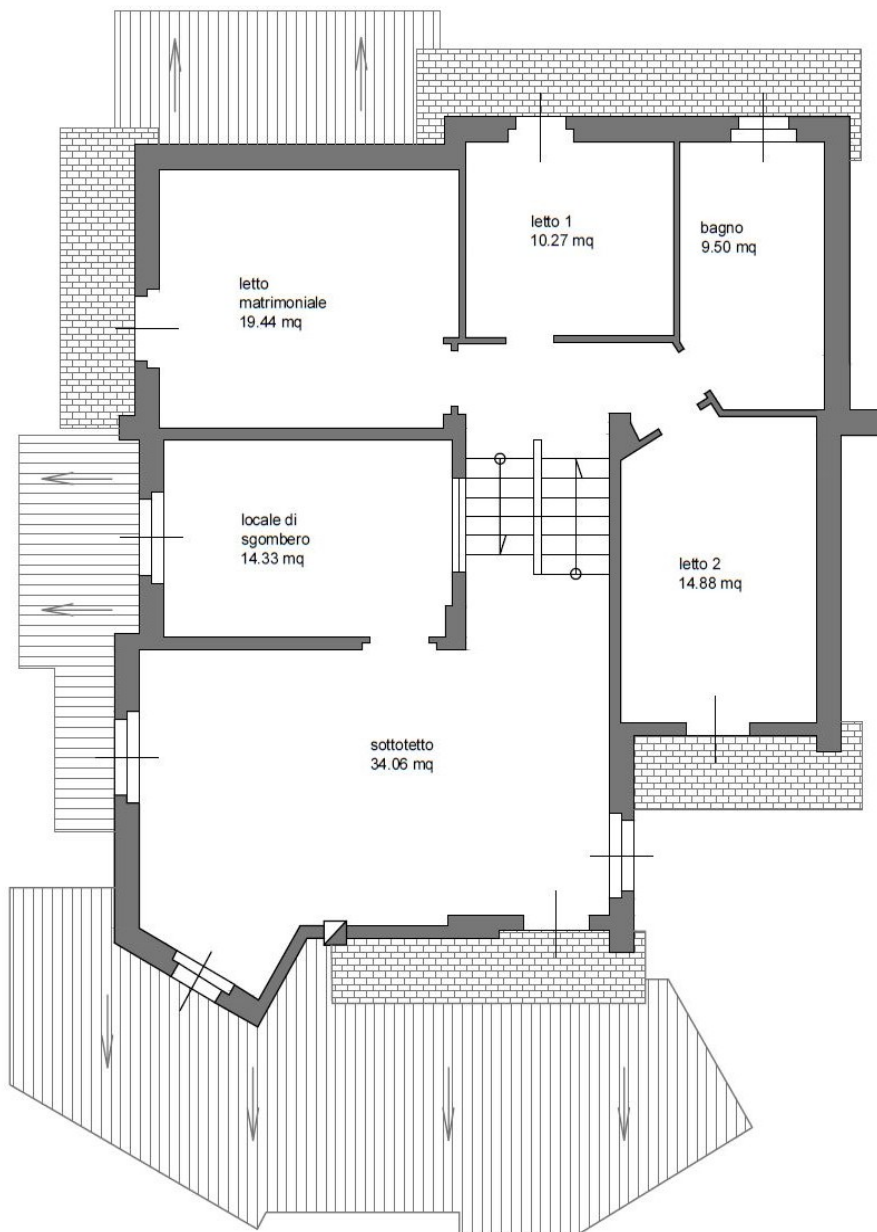 letto 1
10.27 mq
bagno
9.50 mq
letto
matrimoniale
19.44 mq
locale di
sgombero
14.33 mq
letto 2
14.88 mq
sottotetto
34.06 mq